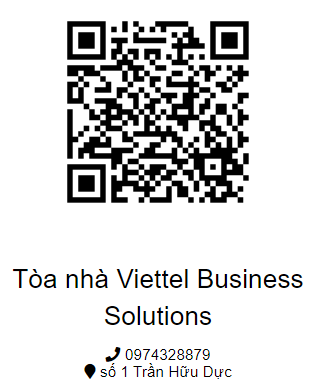 Tòa nhà Viettel Business
Solutions
0974328879
số 1 Trần Hữu Dực